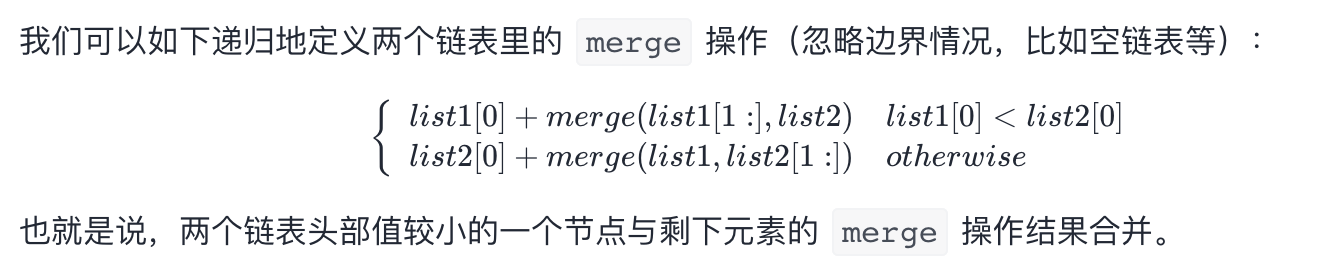 我们可以如下递归地定义两个链表里的 merge 操作（忽略边界情况，比如空链表等）：
list1[0] + merge(list1[1 :], list2) list1[0] < list2[0]
list2[0] + merge(list1, list2[1 :]) otherwise
也就是说，两个链表头部值较小的一个节点与剩下元素的 merge 操作结果合并。